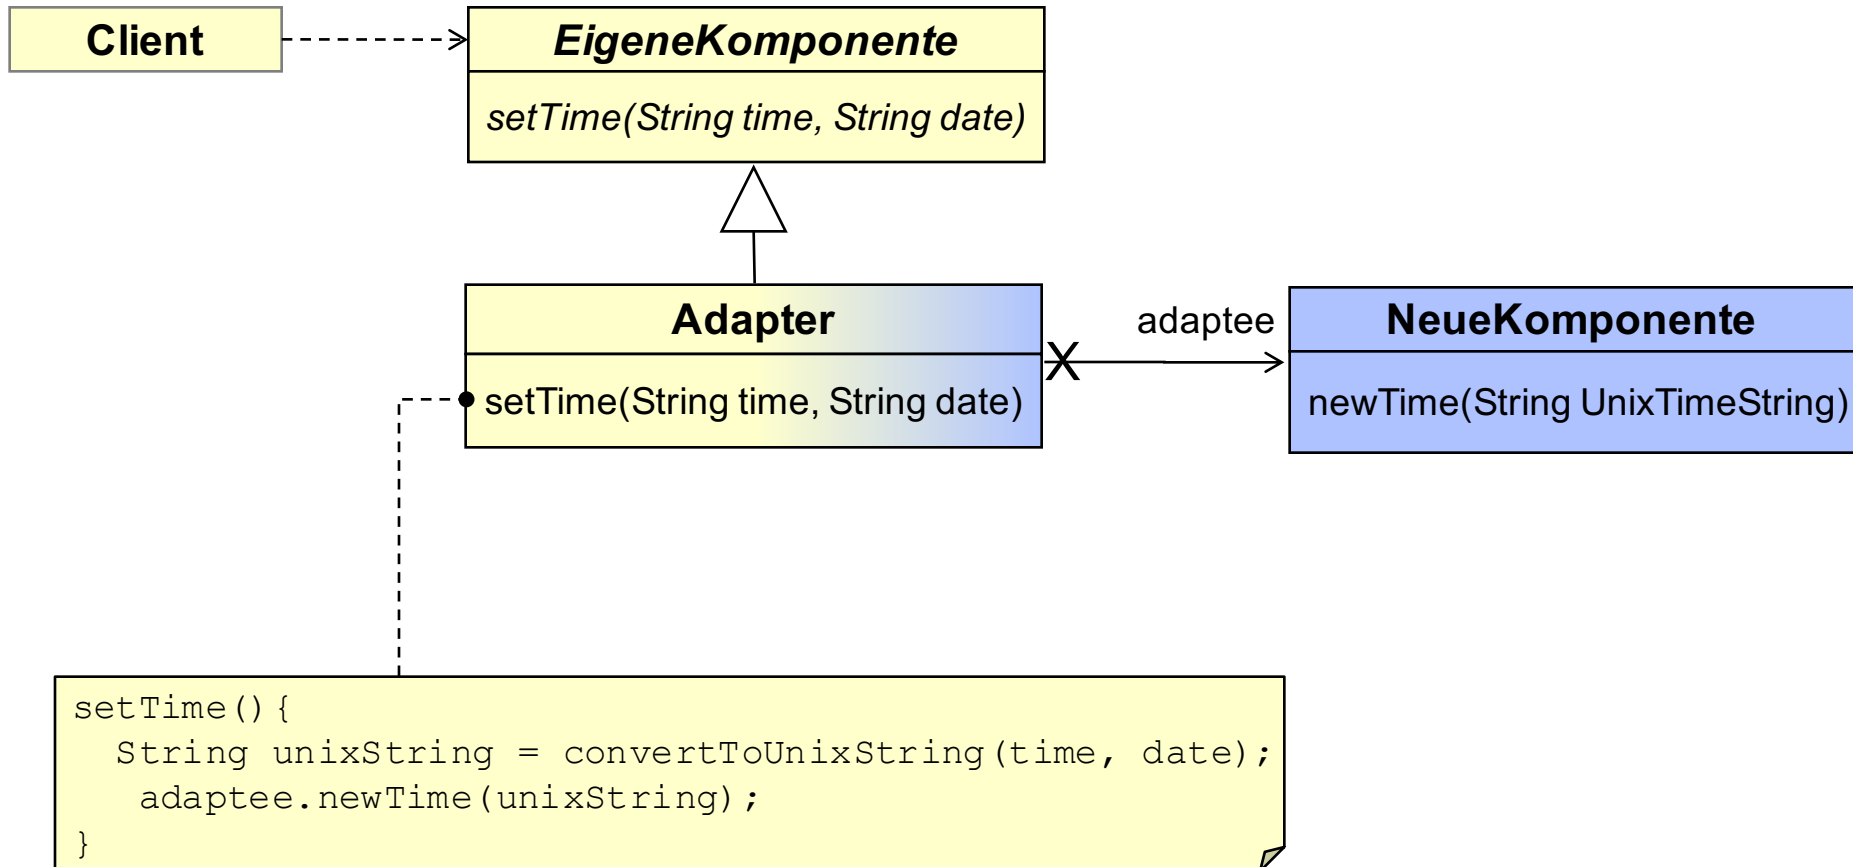 Client
EigeneKomponente
setTime(String time, String date)
Adapter
setTime(String time, String date)
adaptee
X
NeueKomponente
newTime(String UnixTimeString)
setTime(){
String unixString = convertToUnixString(time, date);
adaptee.newTime(unixString);
}